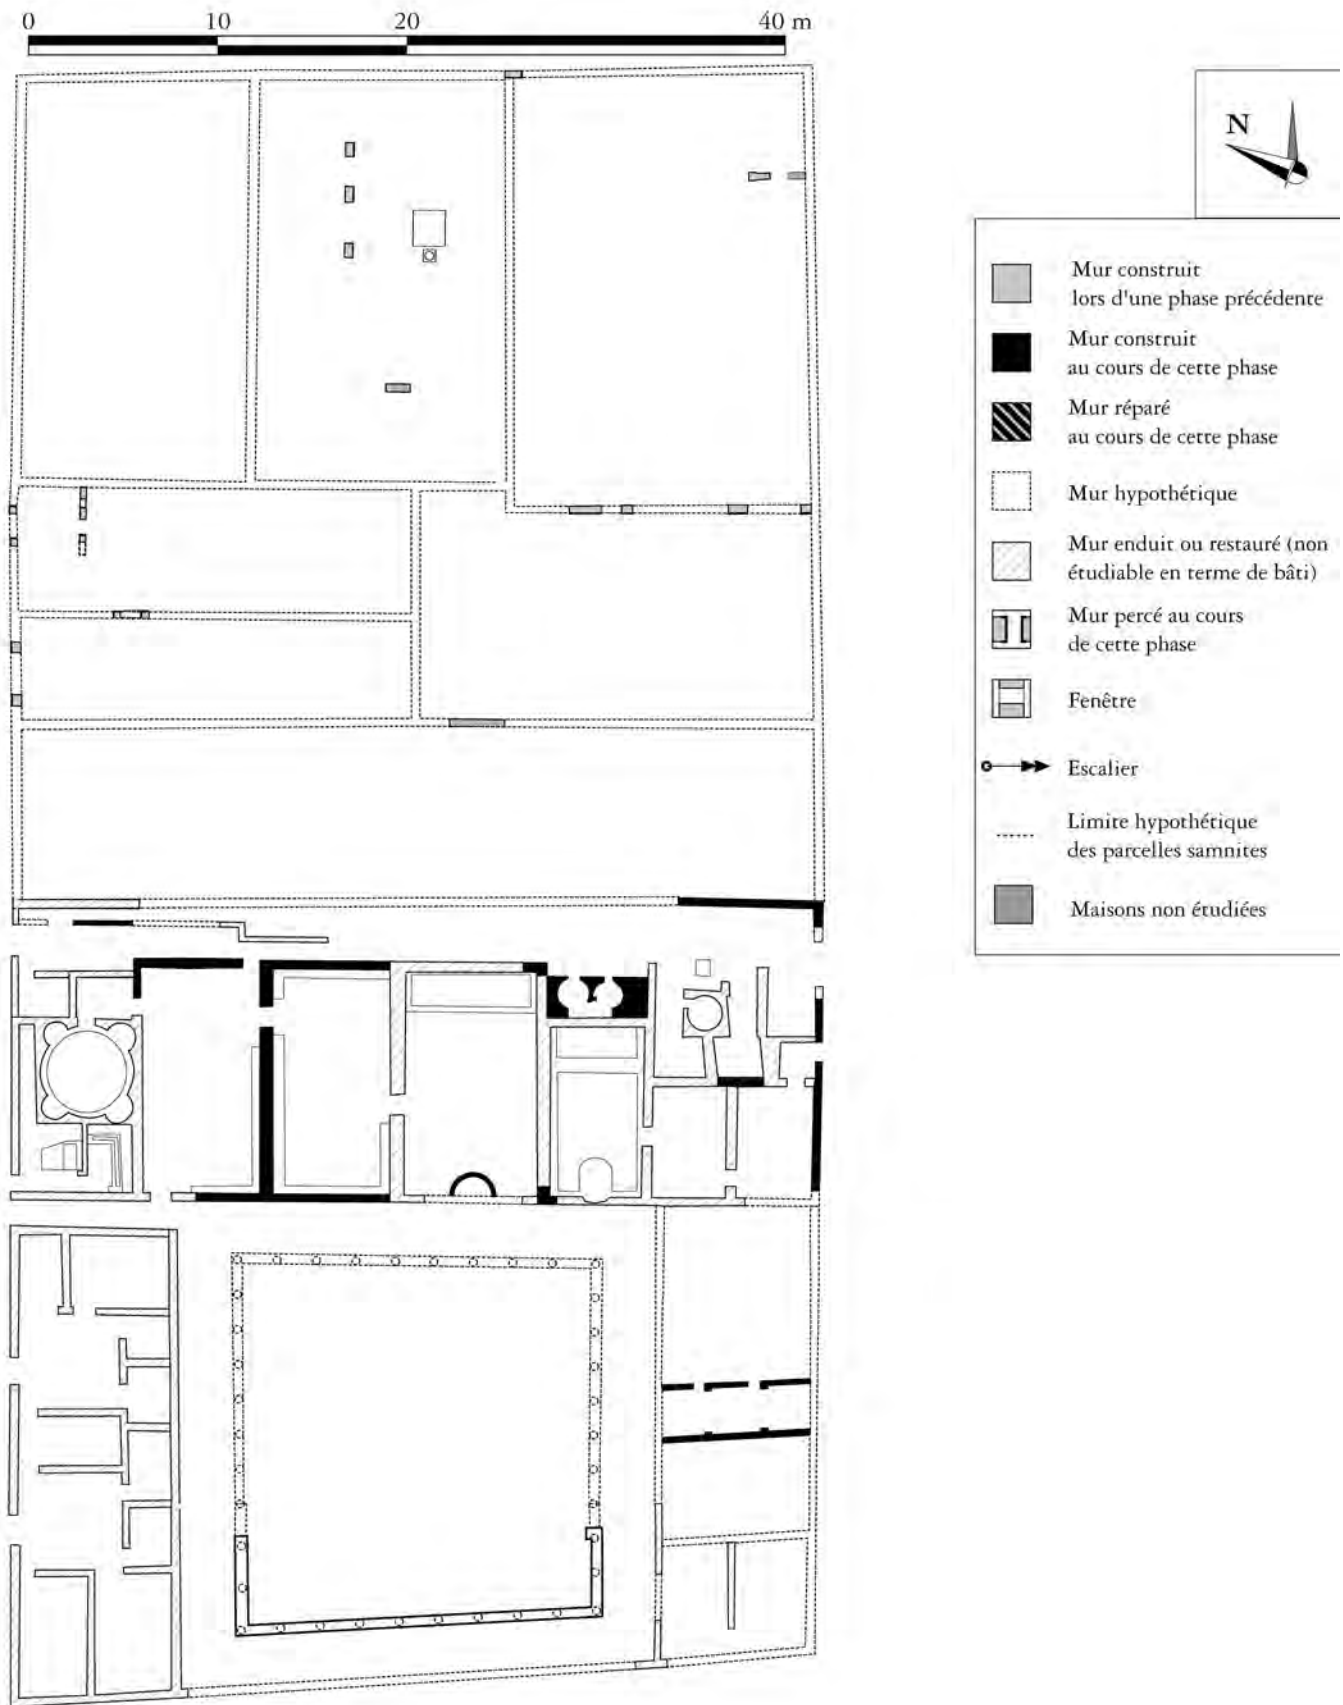 0 10 20 40 m
N
Mur construit
lors d'une phase précédente
Mur construit
au cours de cette phase
Mur réparé
au cours de cette phase
Mur hypothétique
Mur enduit ou restauré (non
étudiable en terme de bâti)
Mur percé au cours
de cette phase
Fenêtre
Escalier
Limite hypothétique
des parcelles samnites
Maisons non étudiées